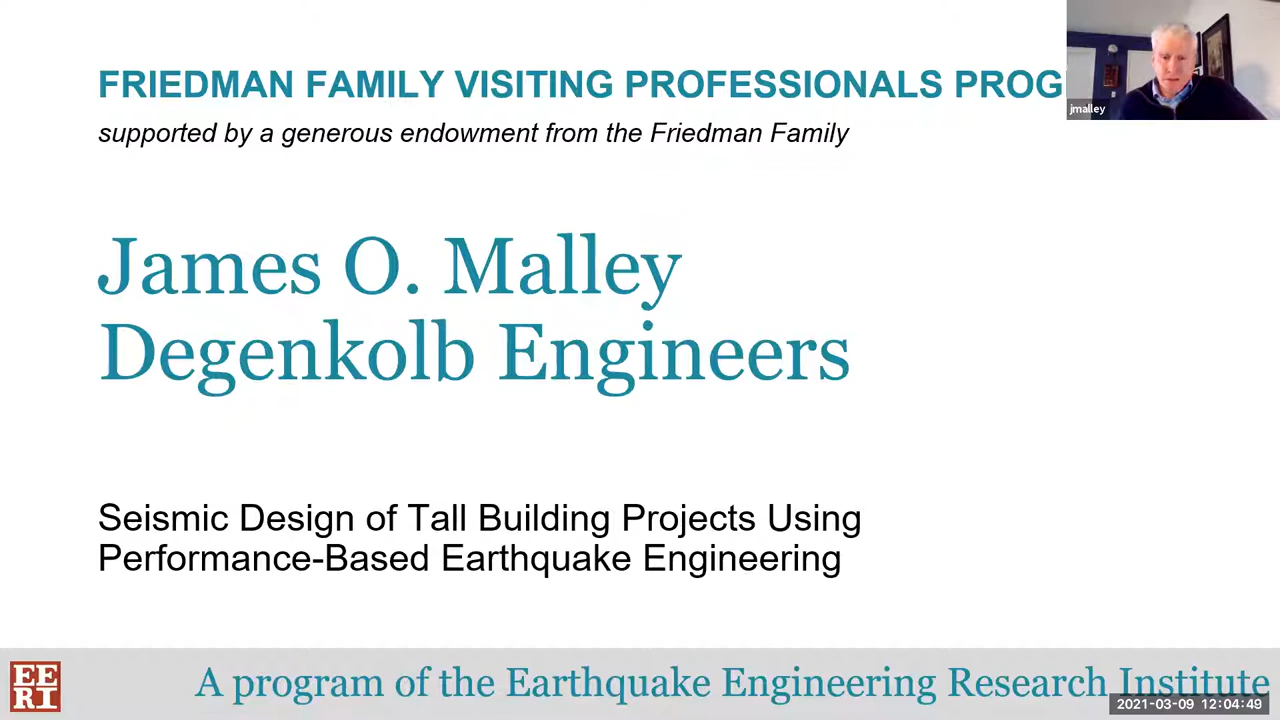 FRIEDMAN FAMILY VISITING PROFESSIONALS PROG
jmalley
supported by a generous endowment from the Friedman Family
James O. Malley
Degenkolb Engineers
Seismic Design of Tall Building Projects Using
Performance-Based Earthquake Engineering
EE
RI
A program of the Earthquake Engineering Research Institute
2021-03-09 12:04:49